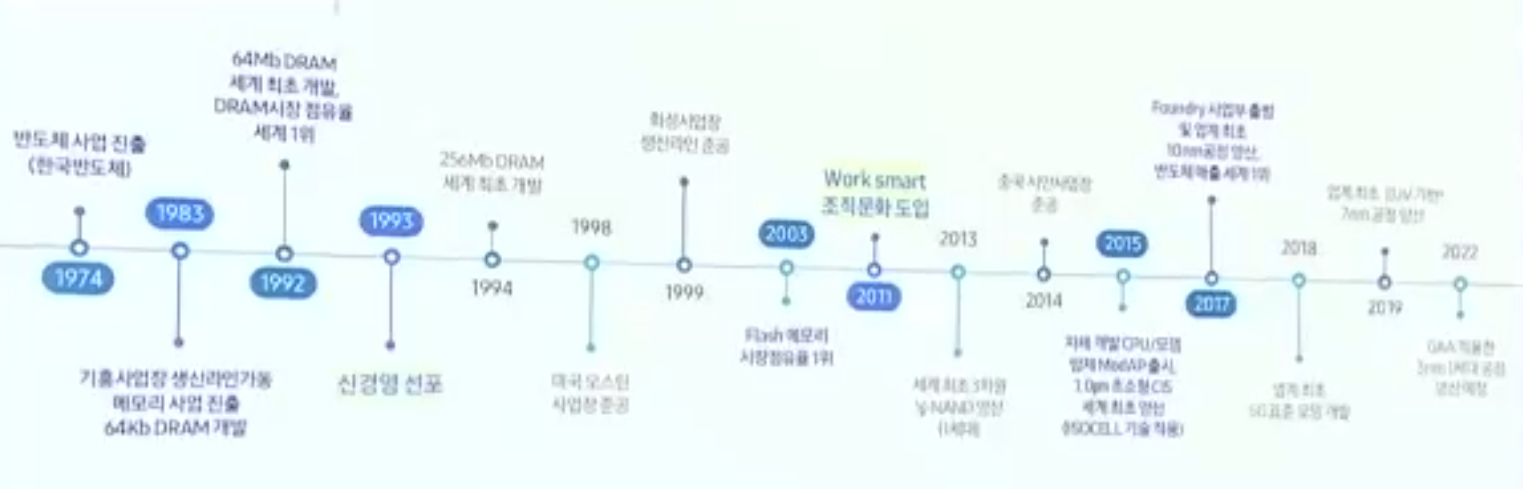 반도체 사업 진출
(한국반도체)
1974
1983
기흥사업장 생산라인가동
메모리 사업 진출
64Kb DRAM 개발
64Mb DRAM
세계 최초 개발,
DRAM시장 점유율
세계 1위
1992
1993
신경영 선포
256Mb DRAM
세계 최초 개발
1994
1998
미국 오스틴
사업장 준공
화성사업장
생산라인 준공
1999
2003
Flash 메모리
시장점유율 1위
Work smart
조직문화 도입
2011
2013
세계 최초 3차원
V-NAND 양산
(1세대)
중국 시안사업장
준공
2014
2015
자체 개발 CPU/모뎀
탑재 ModAP 출시,
1.0μm 초소형 CIS
세계 최초 양산
(ISOCELL 기술 적용)
Foundry 사업부 출범
및 업계 최초
10nm공정 양산,
반도체 매출 세계 1위
2017
2018
업계 최초
5G 표준 모뎀 개발
업계 최초 EUV 기반
7nm 공정 양산
2019
2022
GAA 적용한
3nm 1세대 공정
양산 예정